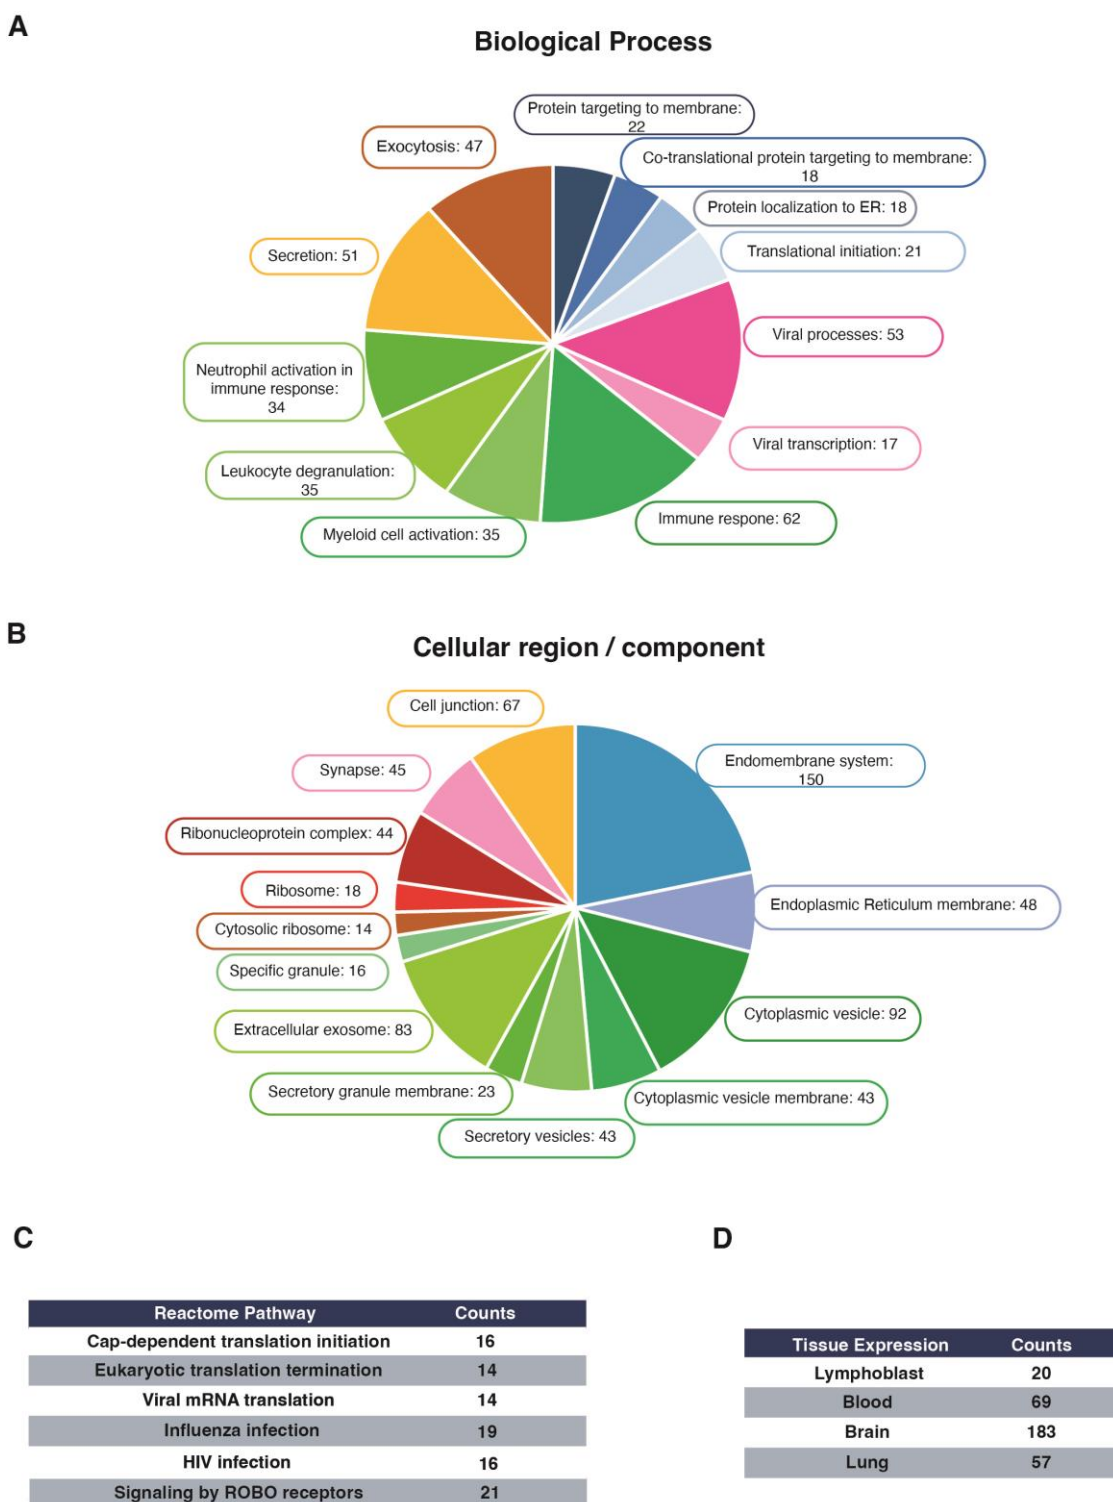 A
Biological Process
Protein targeting to membrane:
22
Exocytosis: 47
Co-translational protein targeting to membrane:
18
Protein localization to ER: 18
Secretion: 51
Translational initiation: 21
Viral processes: 53
Neutrophil activation in
immune response:
34
Viral transcription: 17
Leukocyte degranulation:
35
Immune respone: 62
Myeloid cell activation: 35
B
Cellular region / component
Cell junction: 67
Endomembrane system:
150
Synapse: 45
Ribonucleoprotein complex: 44
Ribosome: 18
Endoplasmic Reticulum membrane: 48
Cytosolic ribosome: 14
Specific granule: 16
Cytoplasmic vesicle: 92
Extracellular exosome: 83
Secretory granule membrane: 23
Cytoplasmic vesicle membrane: 43
Secretory vesicles: 43
C
Reactome Pathway Counts
Cap-dependent translation initiation 16
Eukaryotic translation termination 14
Viral mRNA translation 14
Influenza infection 19
HIV infection 16
Signaling by ROBO receptors 21
D
Tissue Expression Counts
Lymphoblast 20
Blood 69
Brain 183
Lung 57